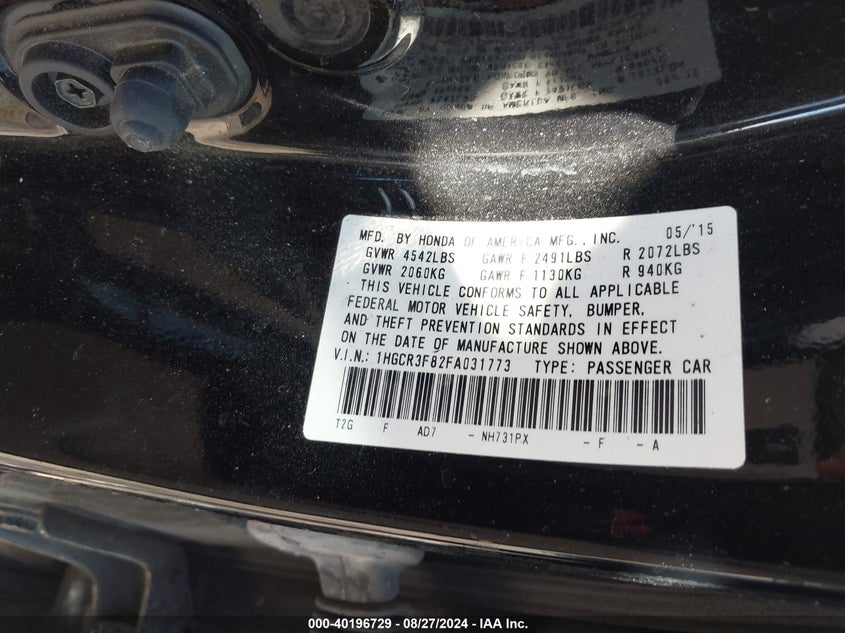 MFD. BY HONDA OF AMERICA MFG., INC. 05/'15
GVWR 4542LBS GAWR F 2491LBS R 2072LBS
GVWR 2060KG GAWR F 1130KG R 940KG
THIS VEHICLE CONFORMS TO ALL APPLICABLE
FEDERAL MOTOR VEHICLE SAFETY, BUMPER,
AND THEFT PREVENTION STANDARDS IN EFFECT
ON THE DATE OF MANUFACTURE SHOWN ABOVE.
V.I.N.: 1HGCR3F82FA031773 TYPE: PASSENGER CAR
T2G F AD7 - NH731PX - F - A
000-40196729 - 08/27/2024 - IAA Inc.